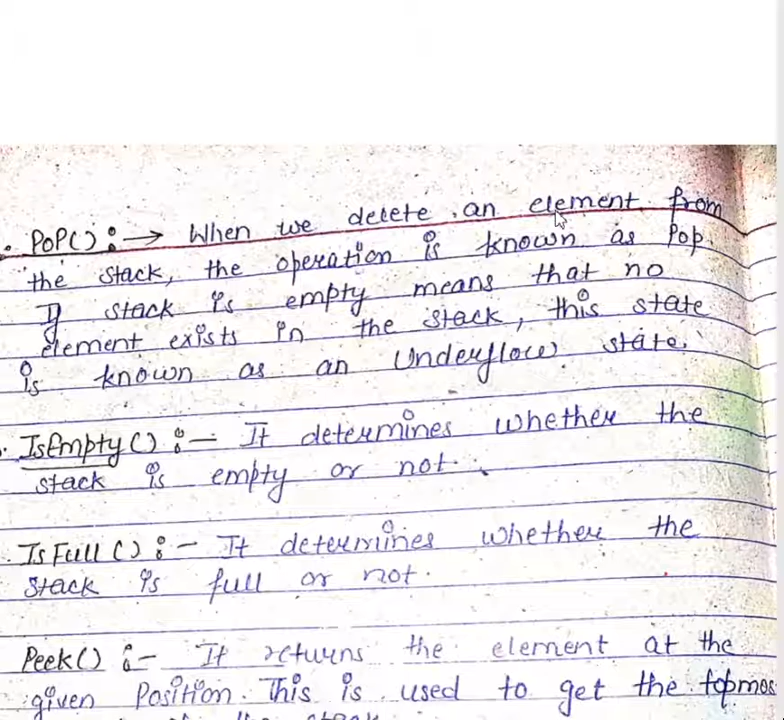 . POP() :→ When we delete an element from
the stack, the operation is known as Pop.
If stack is empty means that no
element exists in the stack, this state
is known as an Underflow state.
. IsEmpty() :- It determines whether the
stack is empty or not.
. IsFull() :- It determines whether the
stack is full or not.
Peek() :- It returns the element at the
given Position. This is used to get the topmos